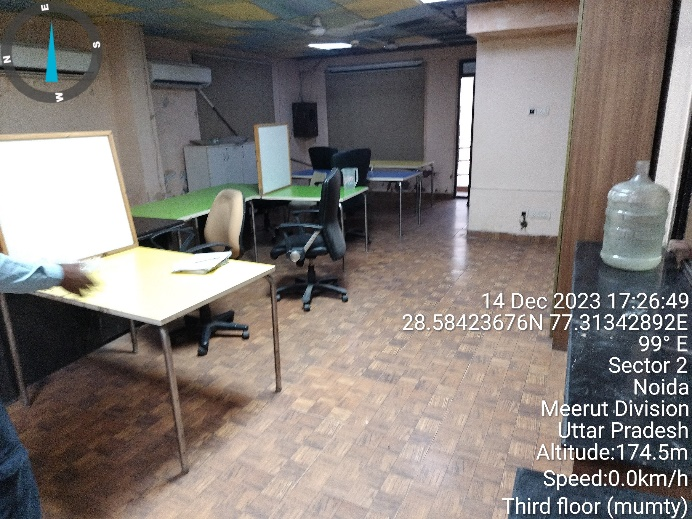 E
N
S
W
14 Dec 2023 17:26:49
28.58423676N 77.31342892E
99° E
Sector 2
Noida
Meerut Division
Uttar Pradesh
Altitude:174.5m
Speed:0.0km/h
Third floor (mumty)